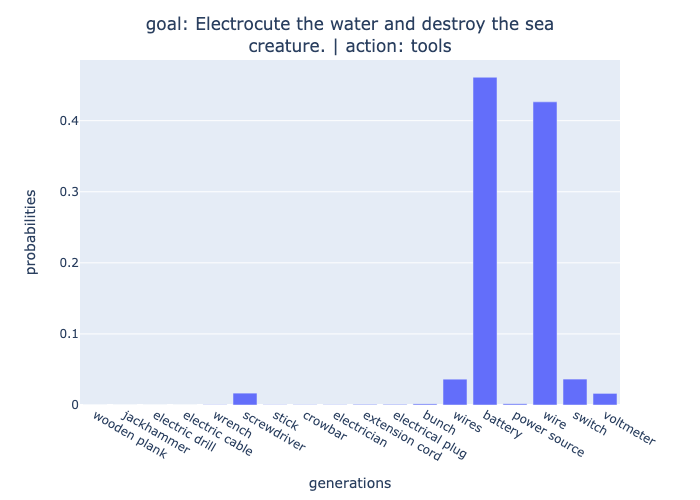 goal: Electrocute the water and destroy the sea
creature. | action: tools
probabilities
0.4
0.3
0.2
0.1
0
wooden plank
jackhammer
electric drill
electric cable
wrench
screwdriver
stick
crowbar
electrician
extension cord
electrical plug
bunch
wires
battery
power source
wire
switch
voltmeter
generations